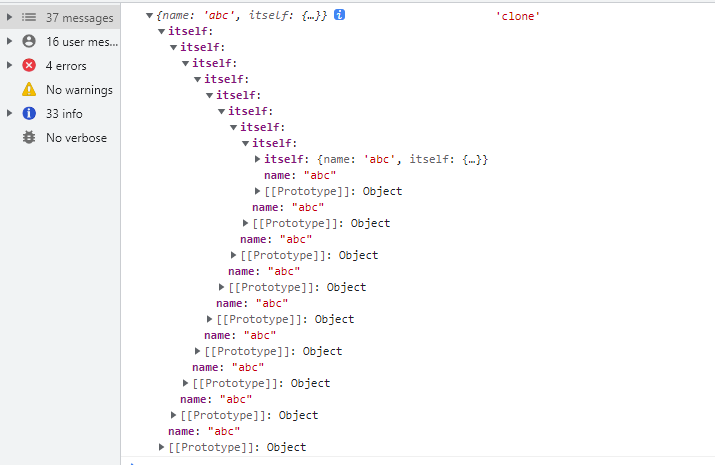 37 messages
16 user mes...
4 errors
No warnings
33 info
No verbose
{name: 'abc', itself: {…}} 'clone'
itself:
itself:
itself:
itself:
itself:
itself:
itself:
itself:
itself: {name: 'abc', itself: {…}}
name: "abc"
[[Prototype]]: Object
name: "abc"
[[Prototype]]: Object
name: "abc"
[[Prototype]]: Object
name: "abc"
[[Prototype]]: Object
name: "abc"
[[Prototype]]: Object
name: "abc"
[[Prototype]]: Object
name: "abc"
[[Prototype]]: Object
name: "abc"
[[Prototype]]: Object
name: "abc"
[[Prototype]]: Object